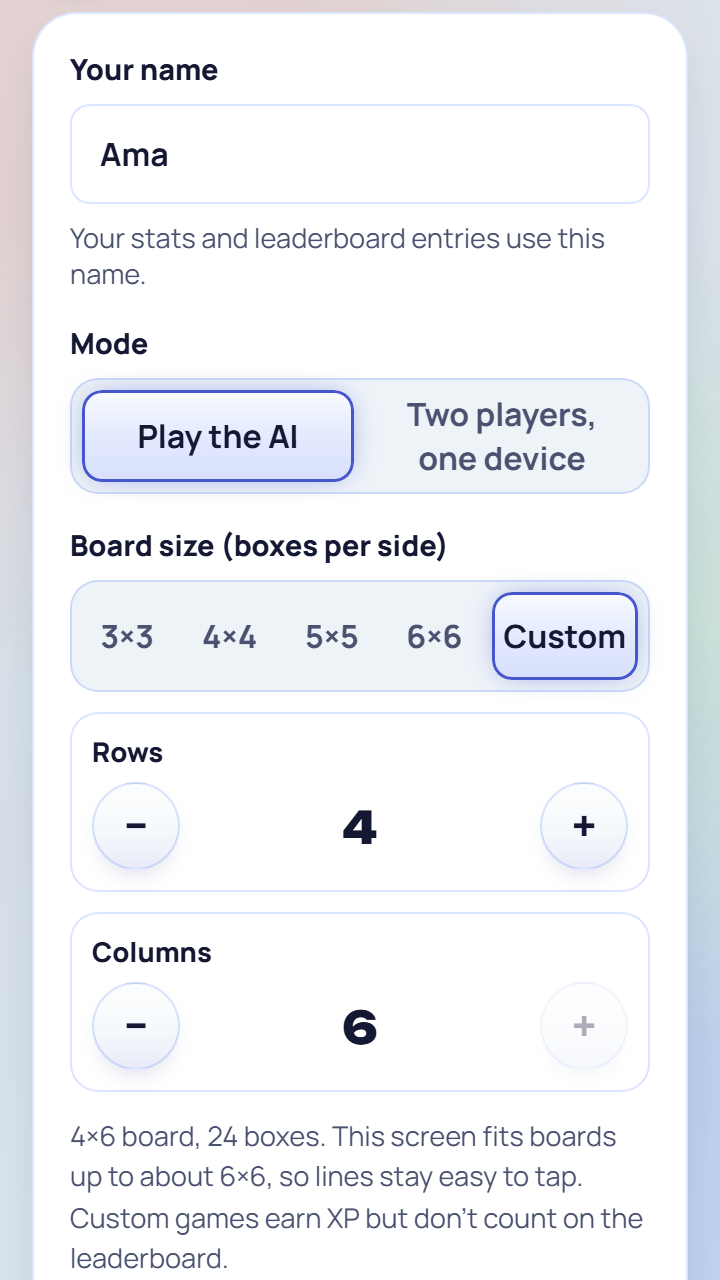 Your name
Ama
Your stats and leaderboard entries use this
name.
Mode
Play the AI
Two players,
one device
Board size (boxes per side)
3×3 4×4 5×5 6×6 Custom
Rows
− 4 +
Columns
− 6 +
4×6 board, 24 boxes. This screen fits boards
up to about 6×6, so lines stay easy to tap.
Custom games earn XP but don’t count on the
leaderboard.